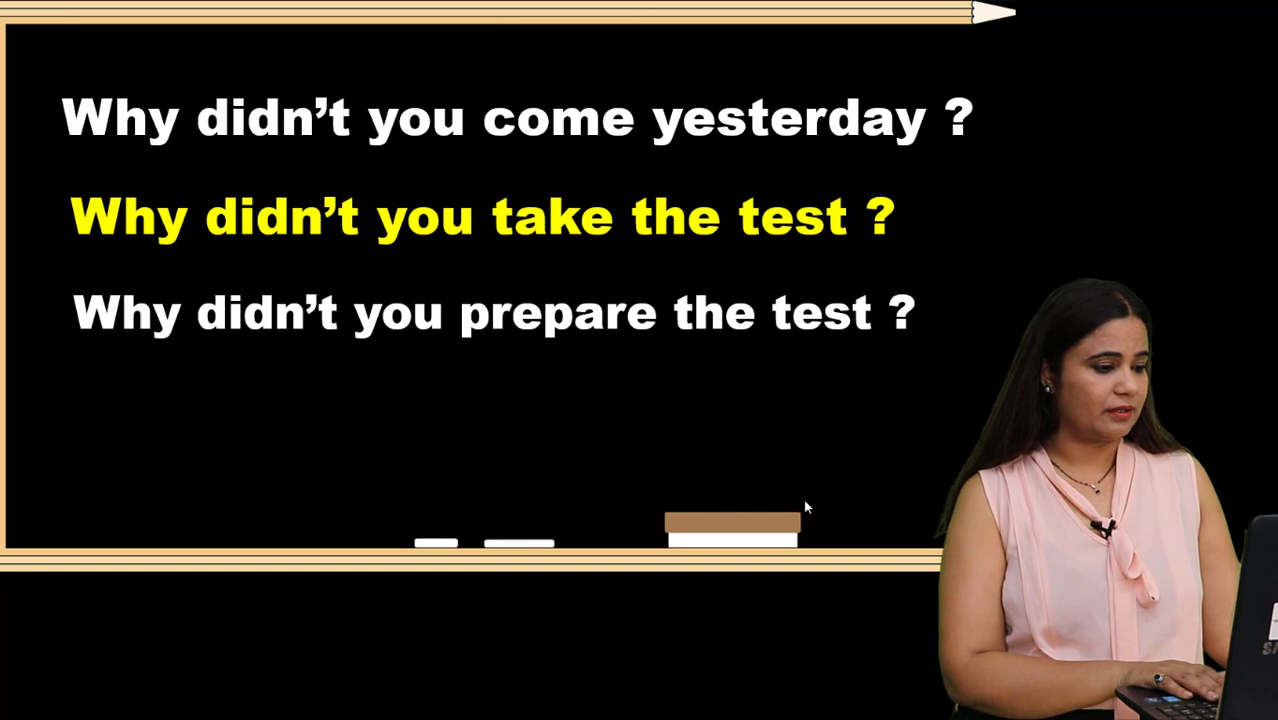 Why didn’t you come yesterday ?
Why didn’t you take the test ?
Why didn’t you prepare the test ?